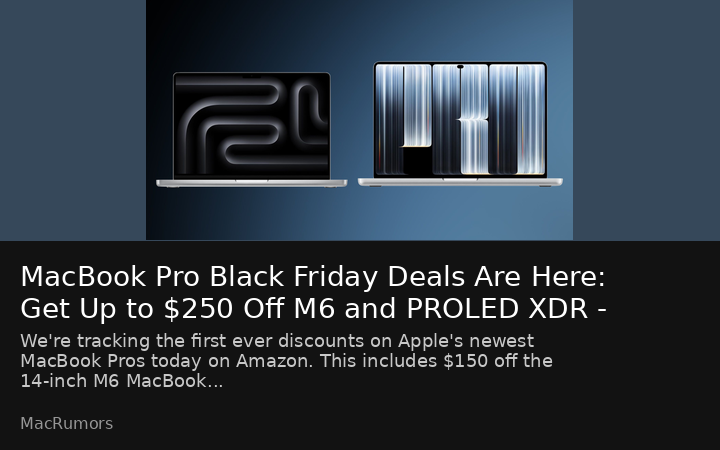 MacBook Pro Black Friday Deals Are Here:
Get Up to $250 Off M6 and PROLED XDR -
We're tracking the first ever discounts on Apple's newest
MacBook Pros today on Amazon. This includes $150 off the
14-inch M6 MacBook...
MacRumors